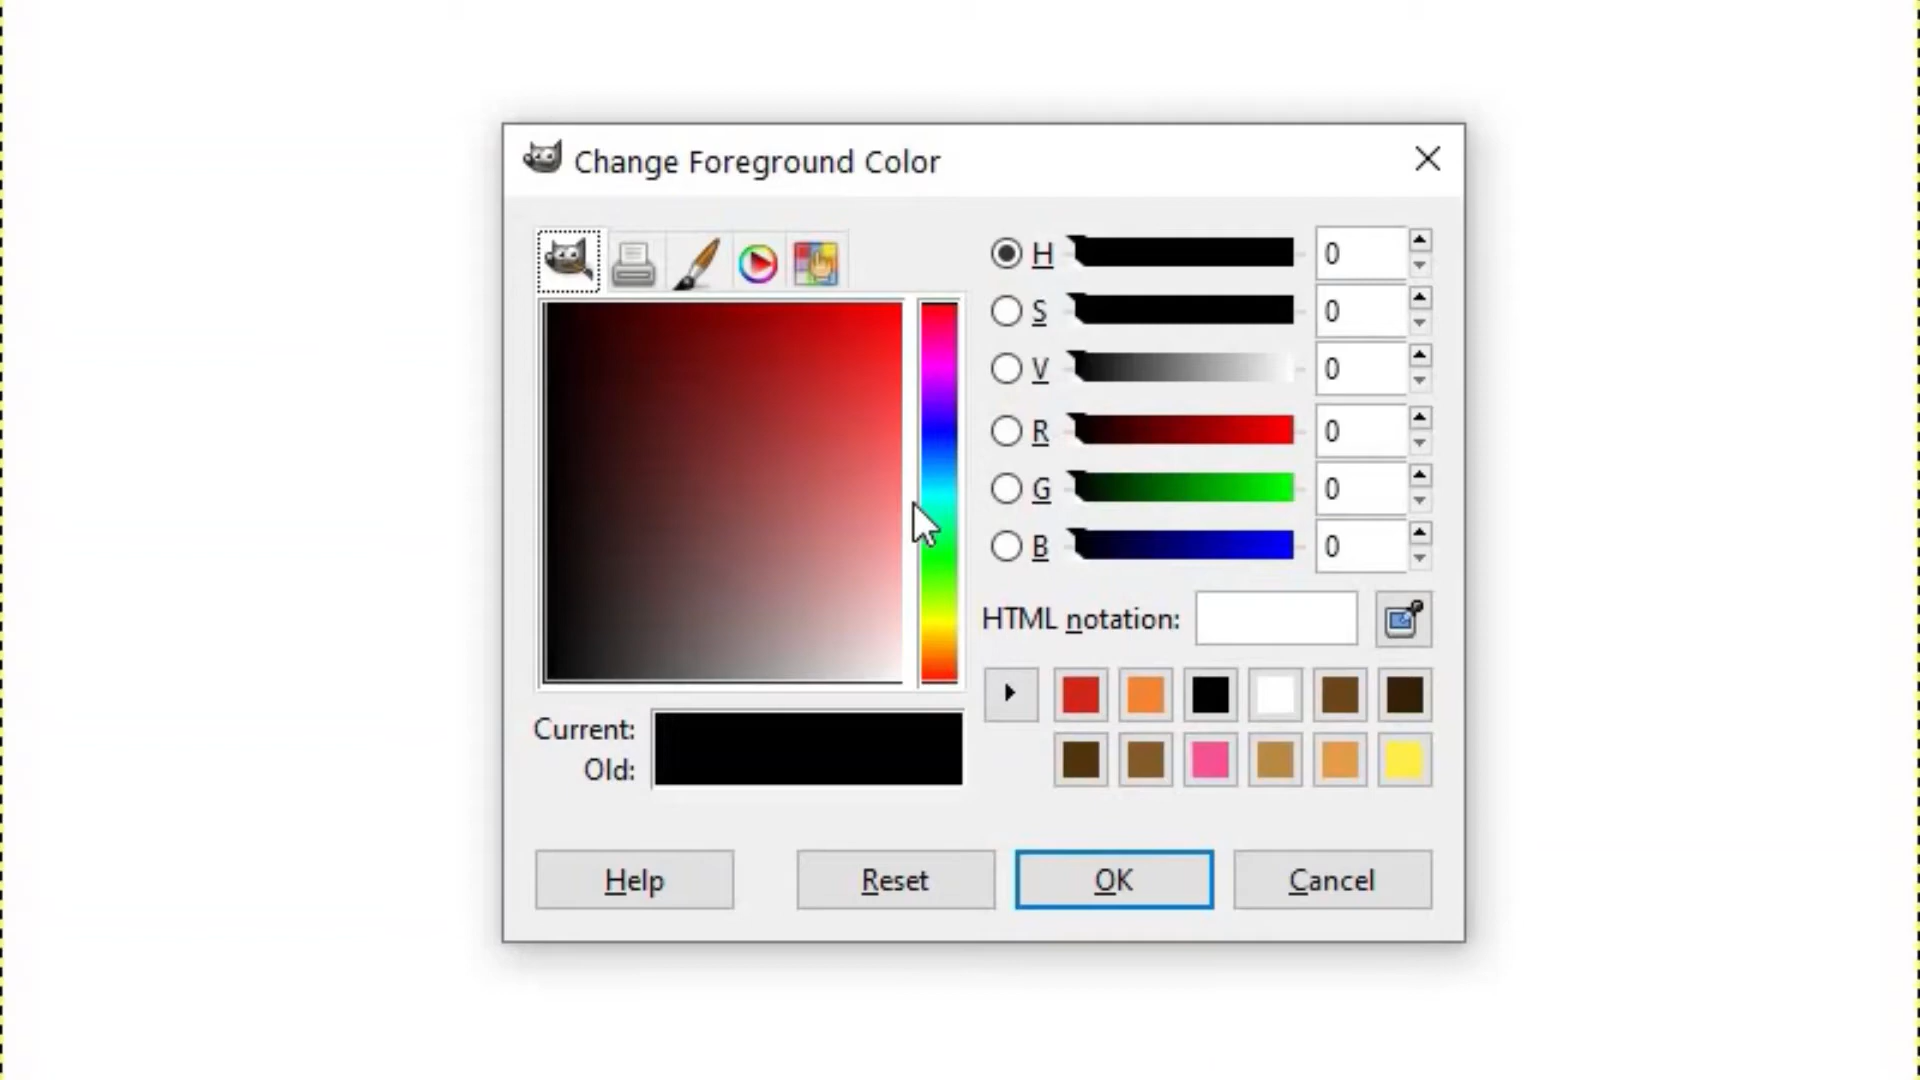 Change Foreground Color
H 0
S 0
V 0
R 0
G 0
B 0
HTML notation:
Current:
Old:
Help Reset OK Cancel